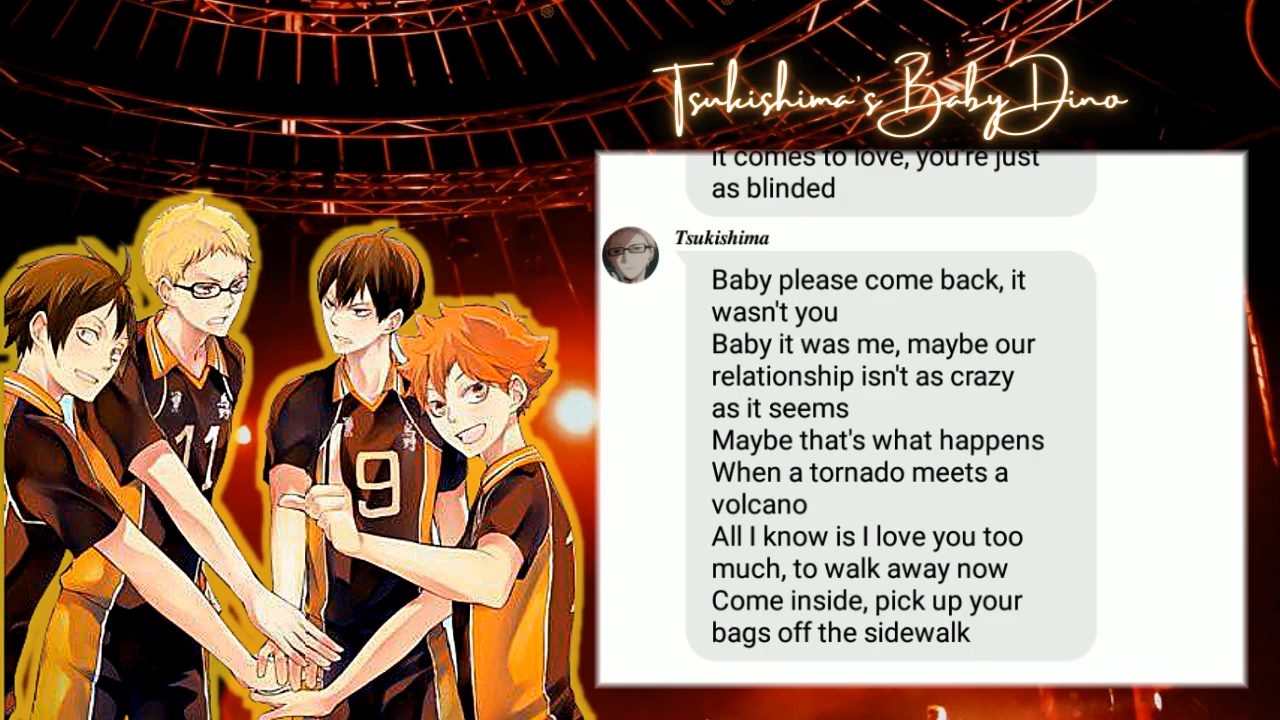 Tsukishima's Baby Dino
it comes to love, you're just
as blinded
Tsukishima
Baby please come back, it
wasn't you
Baby it was me, maybe our
relationship isn't as crazy
as it seems
Maybe that's what happens
When a tornado meets a
volcano
All I know is I love you too
much, to walk away now
Come inside, pick up your
bags off the sidewalk
11
9